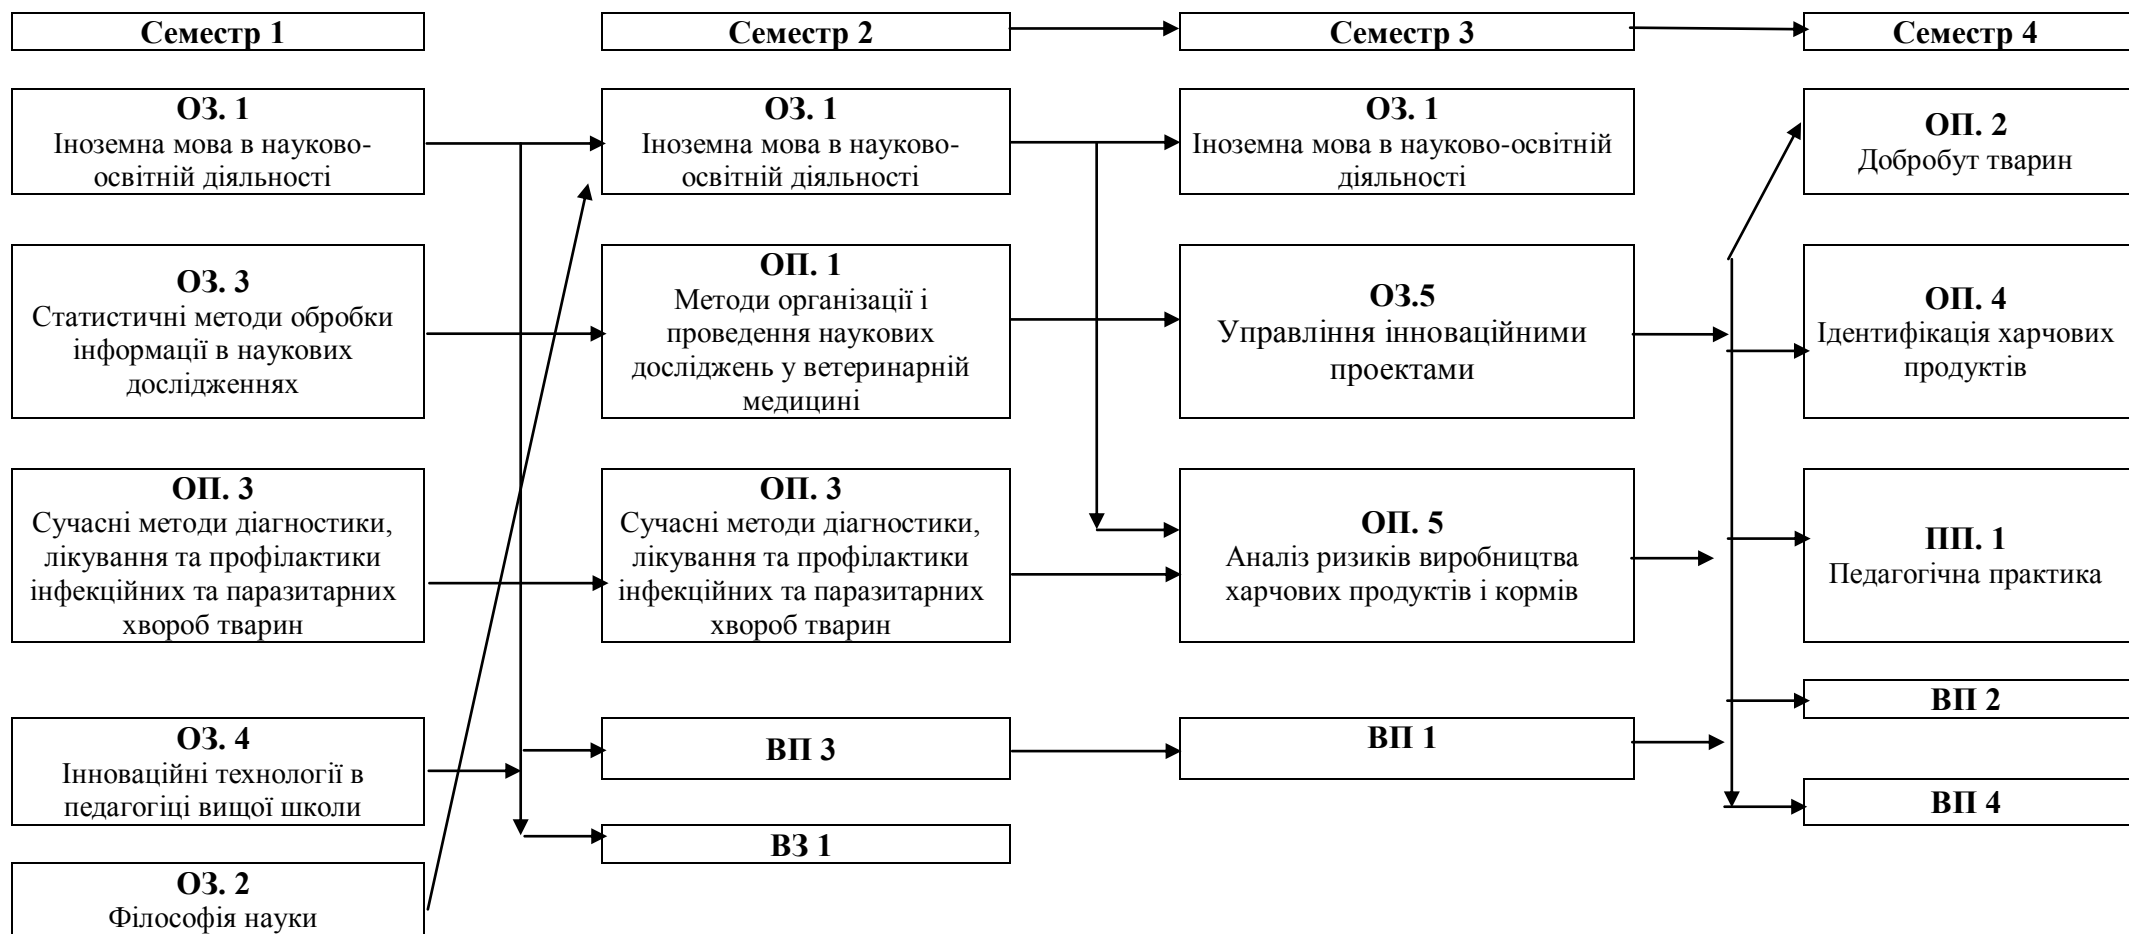 Семестр 1
Семестр 2
Семестр 3
Семестр 4
ОЗ. 1
Іноземна мова в науково-
освітній діяльності
ОЗ. 1
Іноземна мова в науково-
освітній діяльності
ОЗ. 1
Іноземна мова в науково-освітній
діяльності
ОП. 2
Добробут тварин
ОЗ. 3
Статистичні методи обробки
інформації в наукових
дослідженнях
ОП. 1
Методи організації і
проведення наукових
досліджень у ветеринарній
медицині
ОЗ.5
Управління інноваційними
проектами
ОП. 4
Ідентифікація харчових
продуктів
ОП. 3
Сучасні методи діагностики,
лікування та профілактики
інфекційних та паразитарних
хвороб тварин
ОП. 3
Сучасні методи діагностики,
лікування та профілактики
інфекційних та паразитарних
хвороб тварин
ОП. 5
Аналіз ризиків виробництва
харчових продуктів і кормів
ПП. 1
Педагогічна практика
ОЗ. 4
Інноваційні технології в
педагогіці вищої школи
ВП 3
ВП 1
ВП 2
ВП 4
ВЗ 1
ОЗ. 2
Філософія науки